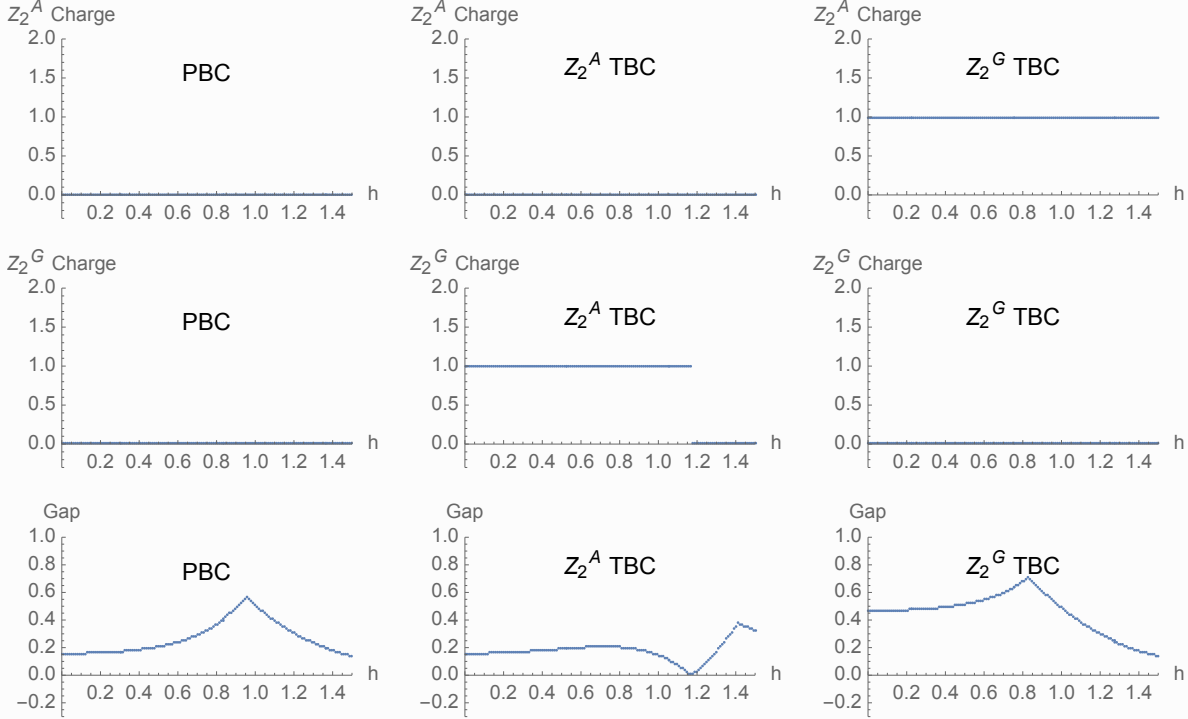 Z₂ᴬ Charge Z₂ᴬ Charge Z₂ᴬ Charge
2.0 2.0 2.0
PBC Z₂ᴬ TBC Z₂ᴳ TBC
1.5 1.5 1.5
1.0 1.0 1.0
0.5 0.5 0.5
0.0 h 0.0 h 0.0 h
0.2 0.4 0.6 0.8 1.0 1.2 1.4 0.2 0.4 0.6 0.8 1.0 1.2 1.4 0.2 0.4 0.6 0.8 1.0 1.2 1.4
Z₂ᴳ Charge Z₂ᴳ Charge Z₂ᴳ Charge
2.0 2.0 2.0
PBC Z₂ᴬ TBC Z₂ᴳ TBC
1.5 1.5 1.5
1.0 1.0 1.0
0.5 0.5 0.5
0.0 h 0.0 h 0.0 h
0.2 0.4 0.6 0.8 1.0 1.2 1.4 0.2 0.4 0.6 0.8 1.0 1.2 1.4 0.2 0.4 0.6 0.8 1.0 1.2 1.4
Gap Gap Gap
1.0 1.0 1.0
0.8 PBC 0.8 Z₂ᴬ TBC 0.8 Z₂ᴳ TBC
0.6 0.6 0.6
0.4 0.4 0.4
0.2 0.2 0.2
0.0 h 0.0 h 0.0 h
0.2 0.4 0.6 0.8 1.0 1.2 1.4 0.2 0.4 0.6 0.8 1.0 1.2 1.4 0.2 0.4 0.6 0.8 1.0 1.2 1.4
−0.2 −0.2 −0.2